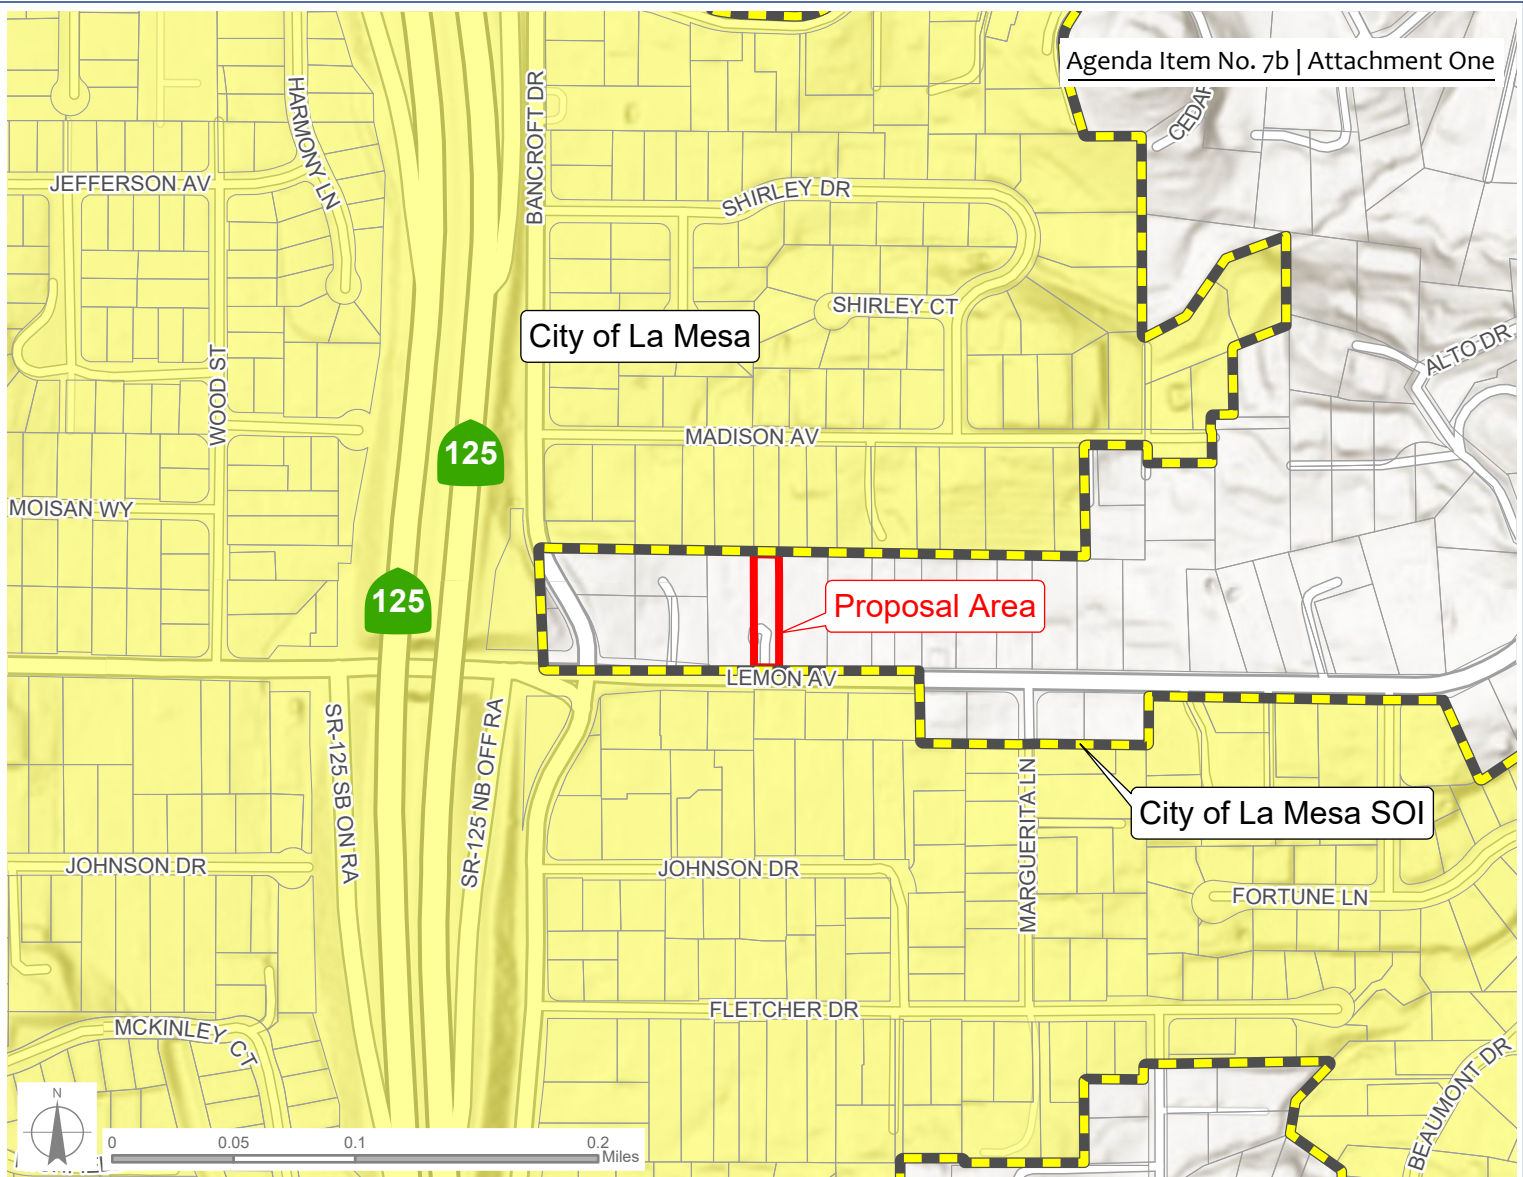 Agenda Item No. 7b | Attachment One
BANCROFT DR
HARMONY LN
CEDAR
JEFFERSON AV
SHIRLEY DR
SHIRLEY CT
City of La Mesa
ALTO DR
WOOD ST
MADISON AV
125
MOISAN WY
125
Proposal Area
LEMON AV
SR-125 SB ON RA
SR-125 NB OFF RA
MARGUERITA LN
City of La Mesa SOI
JOHNSON DR
JOHNSON DR
FORTUNE LN
FLETCHER DR
MCKINLEY CT
BEAUMONT DR
N
0 0.05 0.1 0.2
Miles